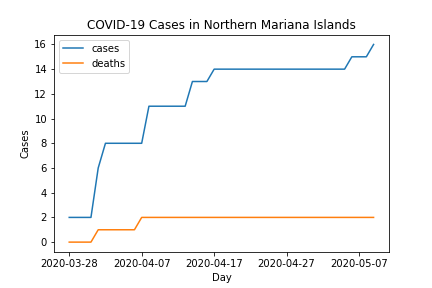 COVID-19 Cases in Northern Mariana Islands
cases
deaths
16
14
12
10
8
6
4
2
0
Cases
2020-03-28 2020-04-07 2020-04-17 2020-04-27 2020-05-07
Day